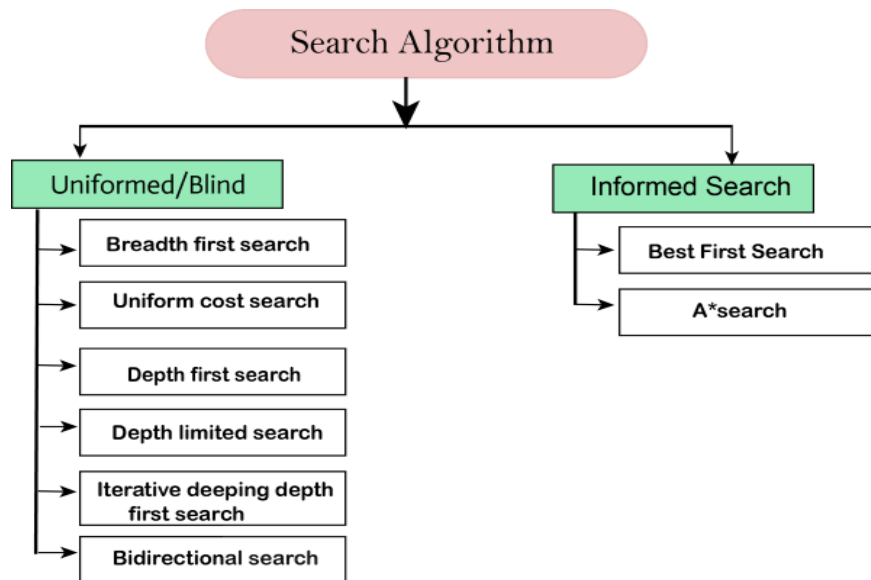 Search Algorithm
Uniformed/Blind
Breadth first search
Uniform cost search
Depth first search
Depth limited search
Iterative deeping depth
first search
Bidirectional search
Informed Search
Best First Search
A*search